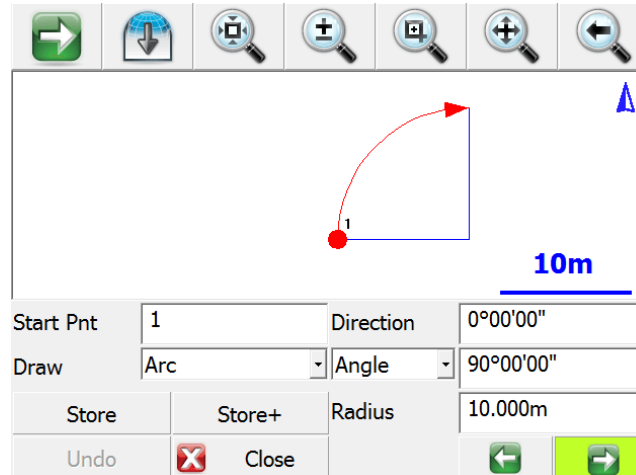 1
10m
Start Pnt 1 Direction 0°00'00"
Draw Arc Angle 90°00'00"
Store Store+ Radius 10.000m
Undo Close